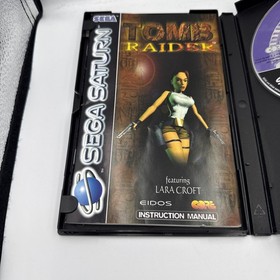 SEGA
SEGA SATURN
TOMB
RAIDER
featuring
LARA CROFT
EIDOS
CORE
INSTRUCTION MANUAL